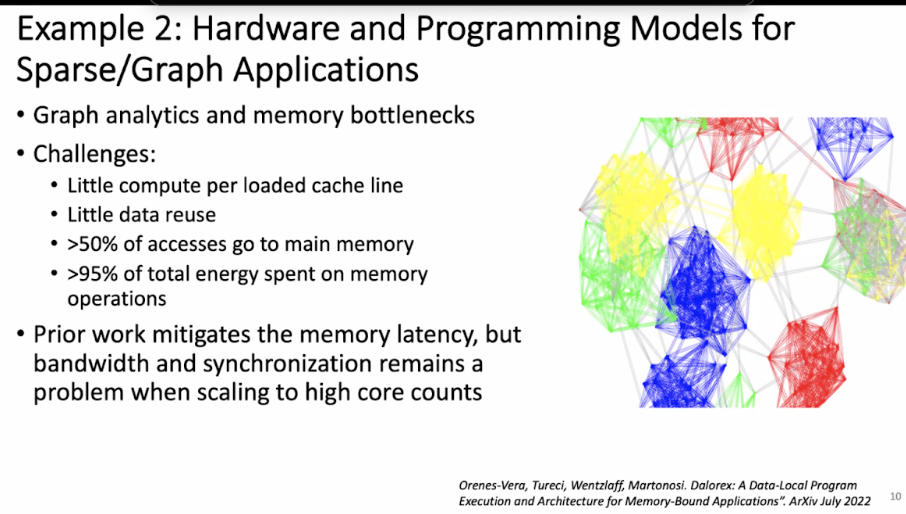 Example 2: Hardware and Programming Models for
Sparse/Graph Applications
• Graph analytics and memory bottlenecks
• Challenges:
• Little compute per loaded cache line
• Little data reuse
• >50% of accesses go to main memory
• >95% of total energy spent on memory
operations
• Prior work mitigates the memory latency, but
bandwidth and synchronization remains a
problem when scaling to high core counts
Orenes-Vera, Tureci, Wentzlaff, Martonosi. Dalorex: A Data-Local Program
Execution and Architecture for Memory-Bound Applications”. ArXiv July 2022
10